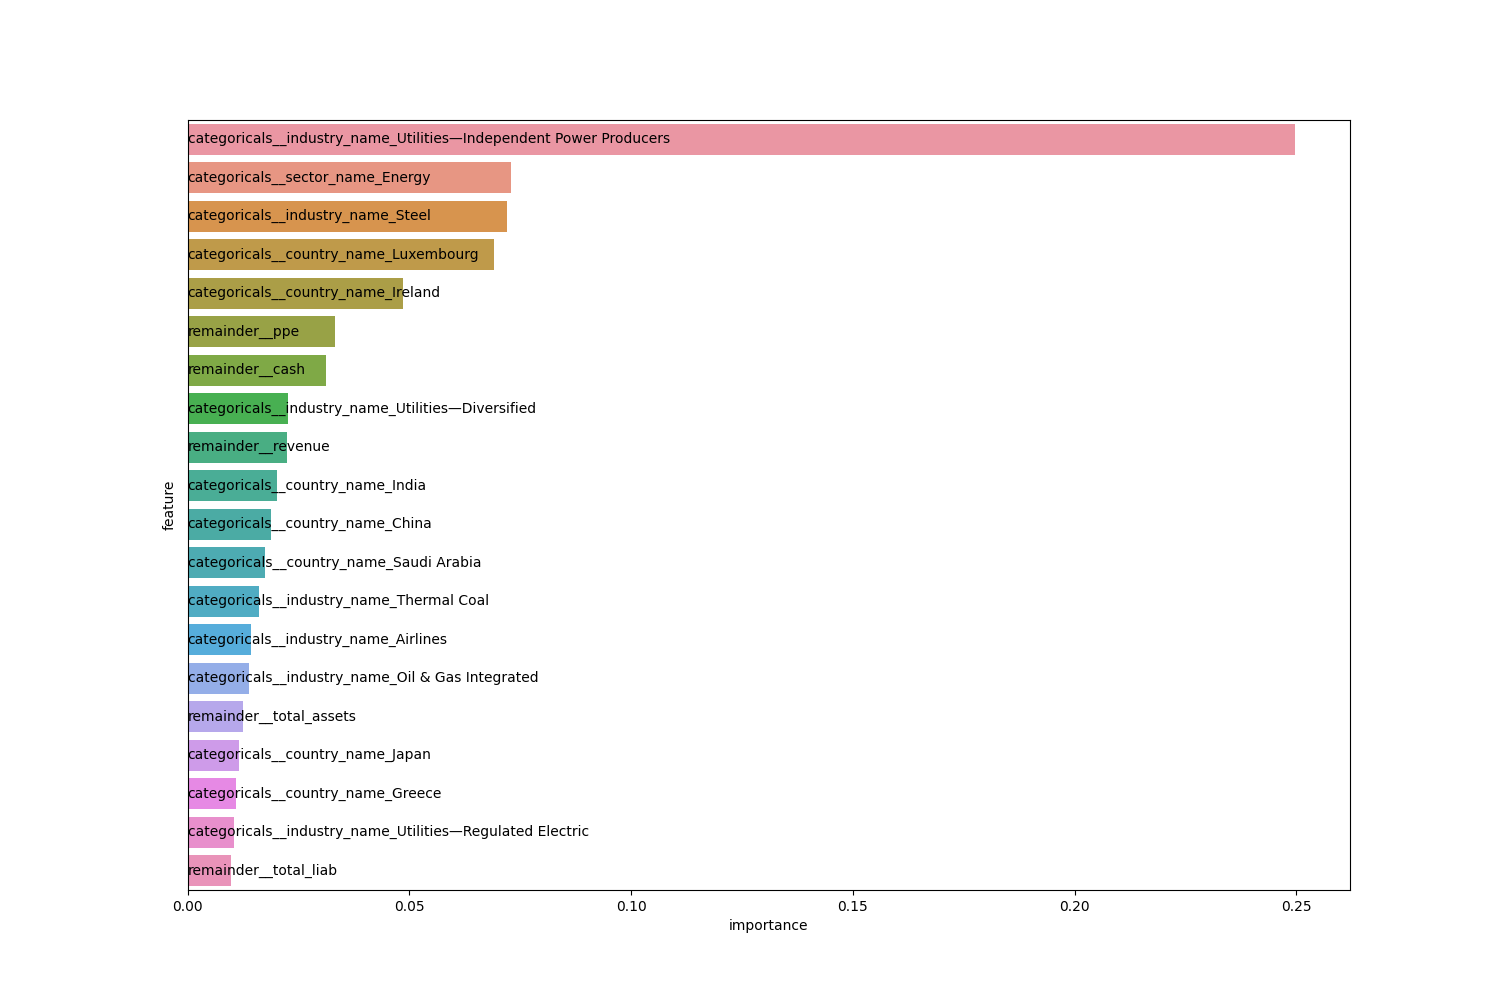 categoricals__industry_name_Utilities—Independent Power Producers
categoricals__sector_name_Energy
categoricals__industry_name_Steel
categoricals__country_name_Luxembourg
categoricals__country_name_Ireland
remainder__ppe
remainder__cash
categoricals__industry_name_Utilities—Diversified
remainder__revenue
categoricals__country_name_India
categoricals__country_name_China
categoricals__country_name_Saudi Arabia
categoricals__industry_name_Thermal Coal
categoricals__industry_name_Airlines
categoricals__industry_name_Oil & Gas Integrated
remainder__total_assets
categoricals__country_name_Japan
categoricals__country_name_Greece
categoricals__industry_name_Utilities—Regulated Electric
remainder__total_liab
feature
0.00 0.05 0.10 0.15 0.20 0.25
importance